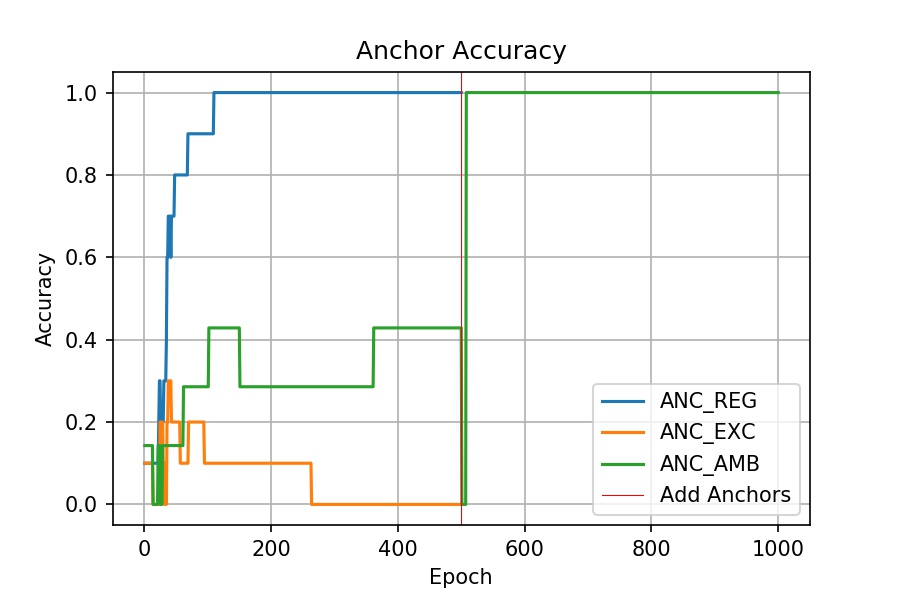 Anchor Accuracy
1.0
0.8
0.6
0.4
0.2
0.0
Accuracy
0 200 400 600 800 1000
Epoch
ANC_REG
ANC_EXC
ANC_AMB
Add Anchors